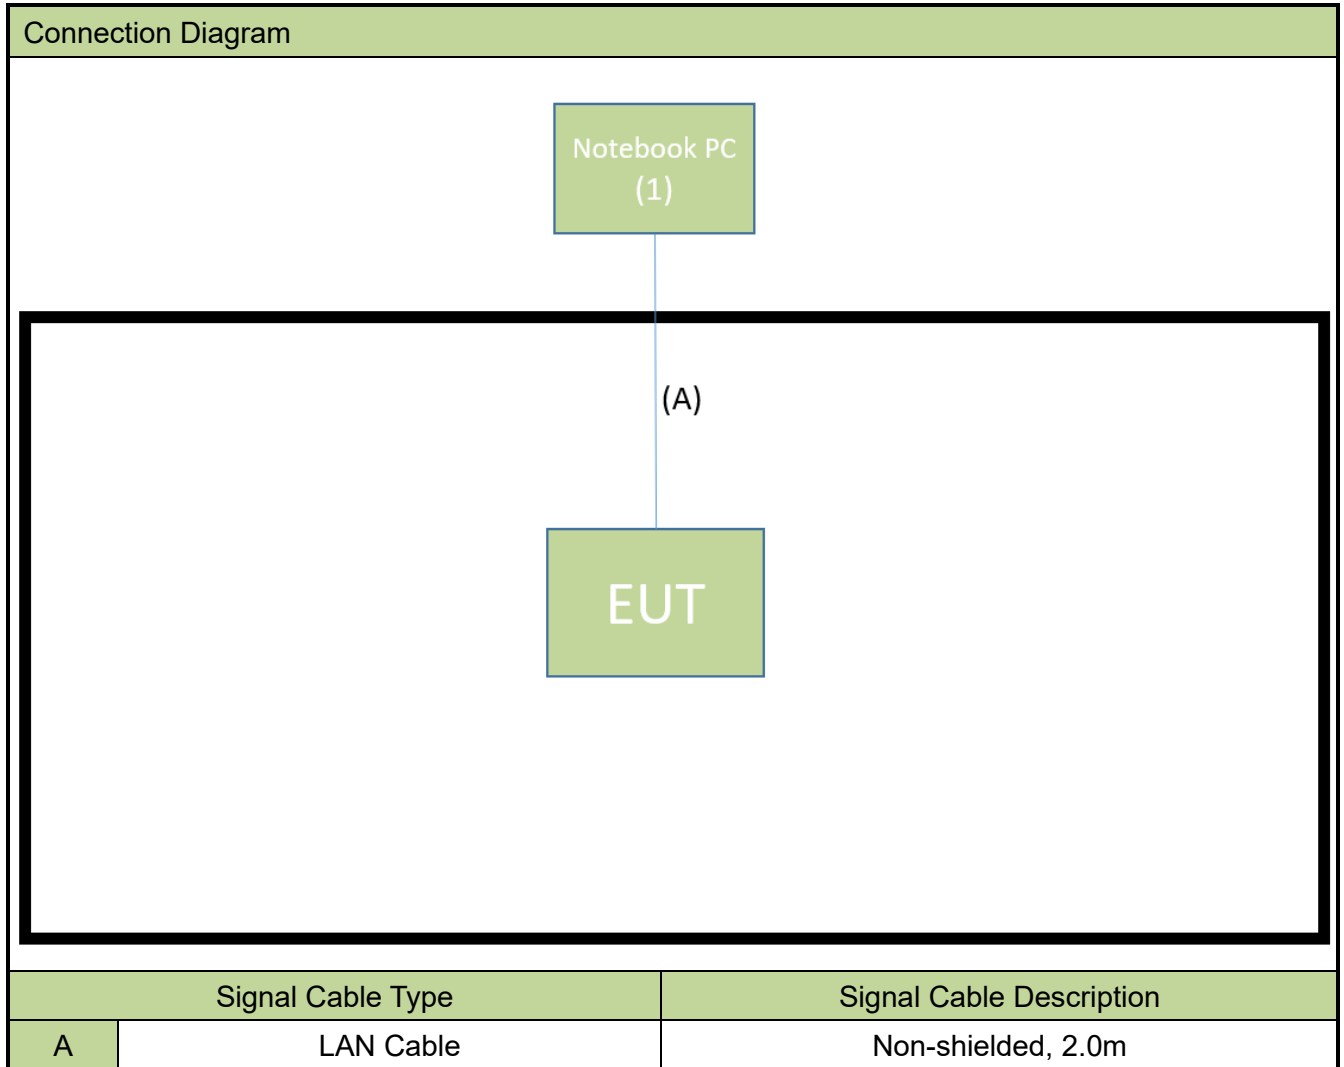 Connection Diagram
Notebook PC
(1)
(A)
EUT
Signal Cable Type Signal Cable Description
A LAN Cable Non-shielded, 2.0m